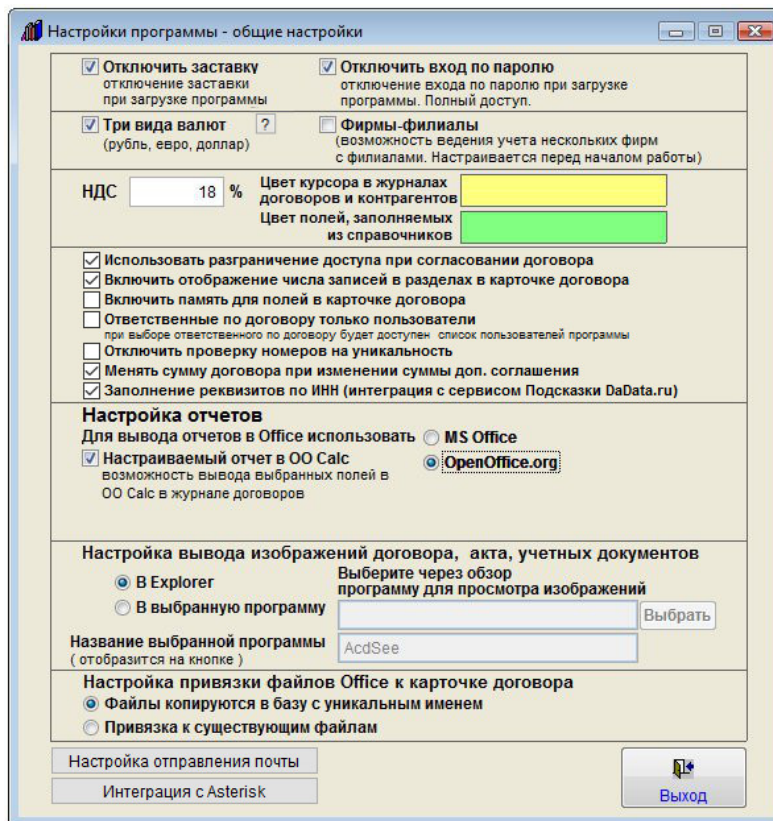 Настройки программы - общие настройки
Отключить заставку
отключение заставки
при загрузке программы
Отключить вход по паролю
отключение входа по паролю при загрузке
программы. Полный доступ.
Три вида валют ?
(рубль, евро, доллар)
Фирмы-филиалы
(возможность ведения учета нескольких фирм
с филиалами. Настраивается перед началом работы)
НДС 18 %
Цвет курсора в журналах
договоров и контрагентов
Цвет полей, заполняемых
из справочников
Использовать разграничение доступа при согласовании договора
Включить отображение числа записей в разделах в карточке договора
Включить память для полей в карточке договора
Ответственные по договору только пользователи
при выборе ответственного по договору будет доступен список пользователей программы
Отключить проверку номеров на уникальность
Менять сумму договора при изменении суммы доп. соглашения
Заполнение реквизитов по ИНН (интеграция с сервисом Подсказки DaData.ru)
Настройка отчетов
Для вывода отчетов в Office использовать MS Office
Настраиваемый отчет в OO Calc OpenOffice.org
возможность вывода выбранных полей в
OO Calc в журнале договоров
Настройка вывода изображений договора, акта, учетных документов
В Explorer
Выберите через обзор
программу для просмотра изображений
В выбранную программу Выбрать
Название выбранной программы AcdSee
( отобразится на кнопке )
Настройка привязки файлов Office к карточке договора
Файлы копируются в базу с уникальным именем
Привязка к существующим файлам
Настройка отправления почты
Интеграция с Asterisk
Выход